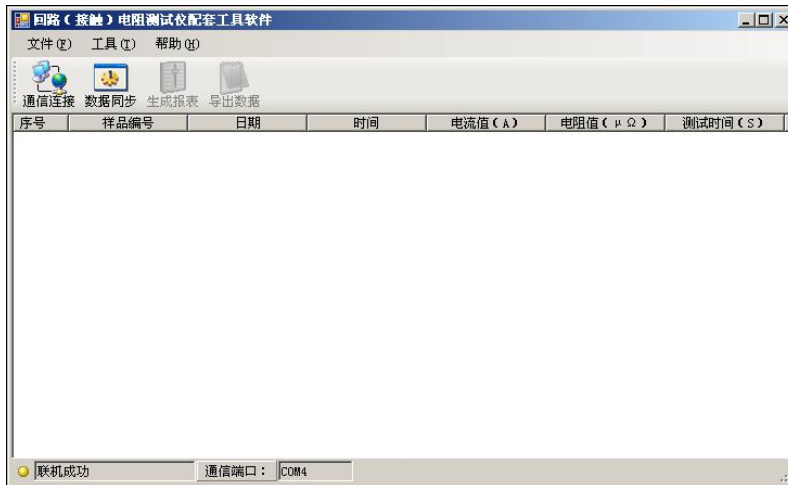 回路(接触)电阻测试仪配套工具软件
文件(F) 工具(T) 帮助(H)
通信连接 数据同步 生成报表 导出数据
序号 样品编号 日期 时间 电流值(A) 电阻值(μΩ) 测试时间(S)
联机成功 通信端口: COM4